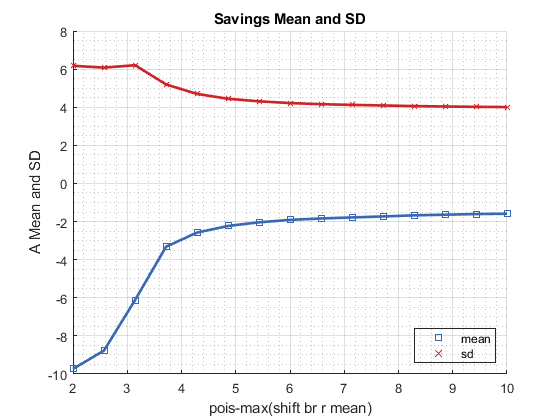 Savings Mean and SD
8
6
4
2
0
-2
-4
-6
-8
-10
A Mean and SD
mean
sd
2 3 4 5 6 7 8 9 10
pois-max(shift br r mean)